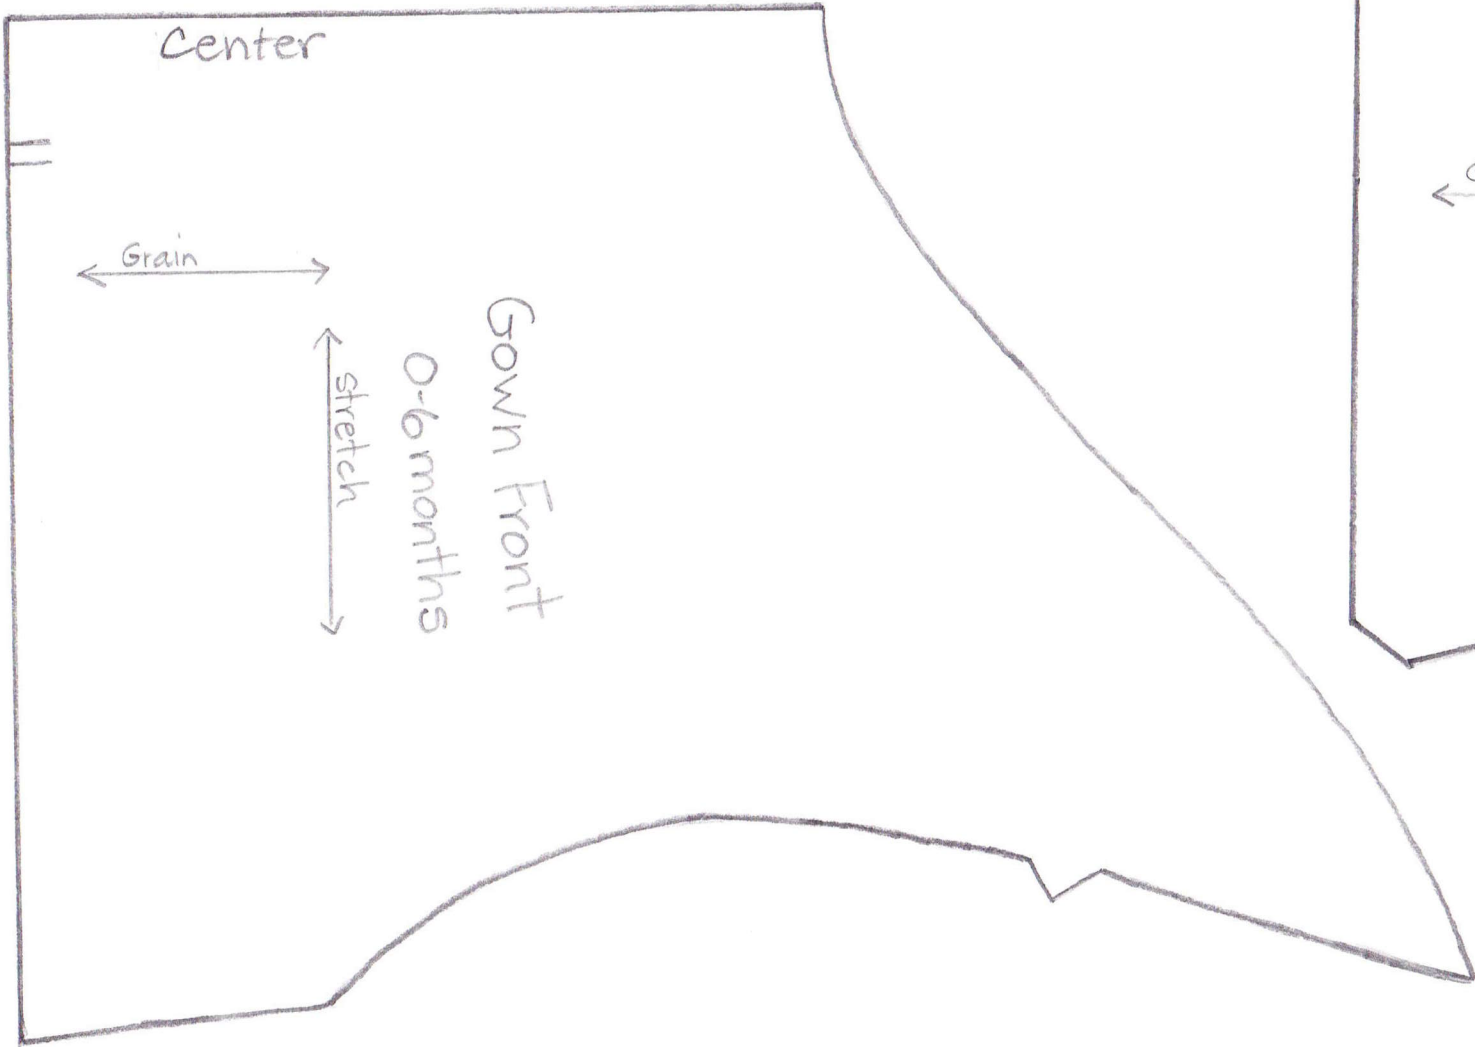 Center
Grain
stretch
Gown Front
0-6 months